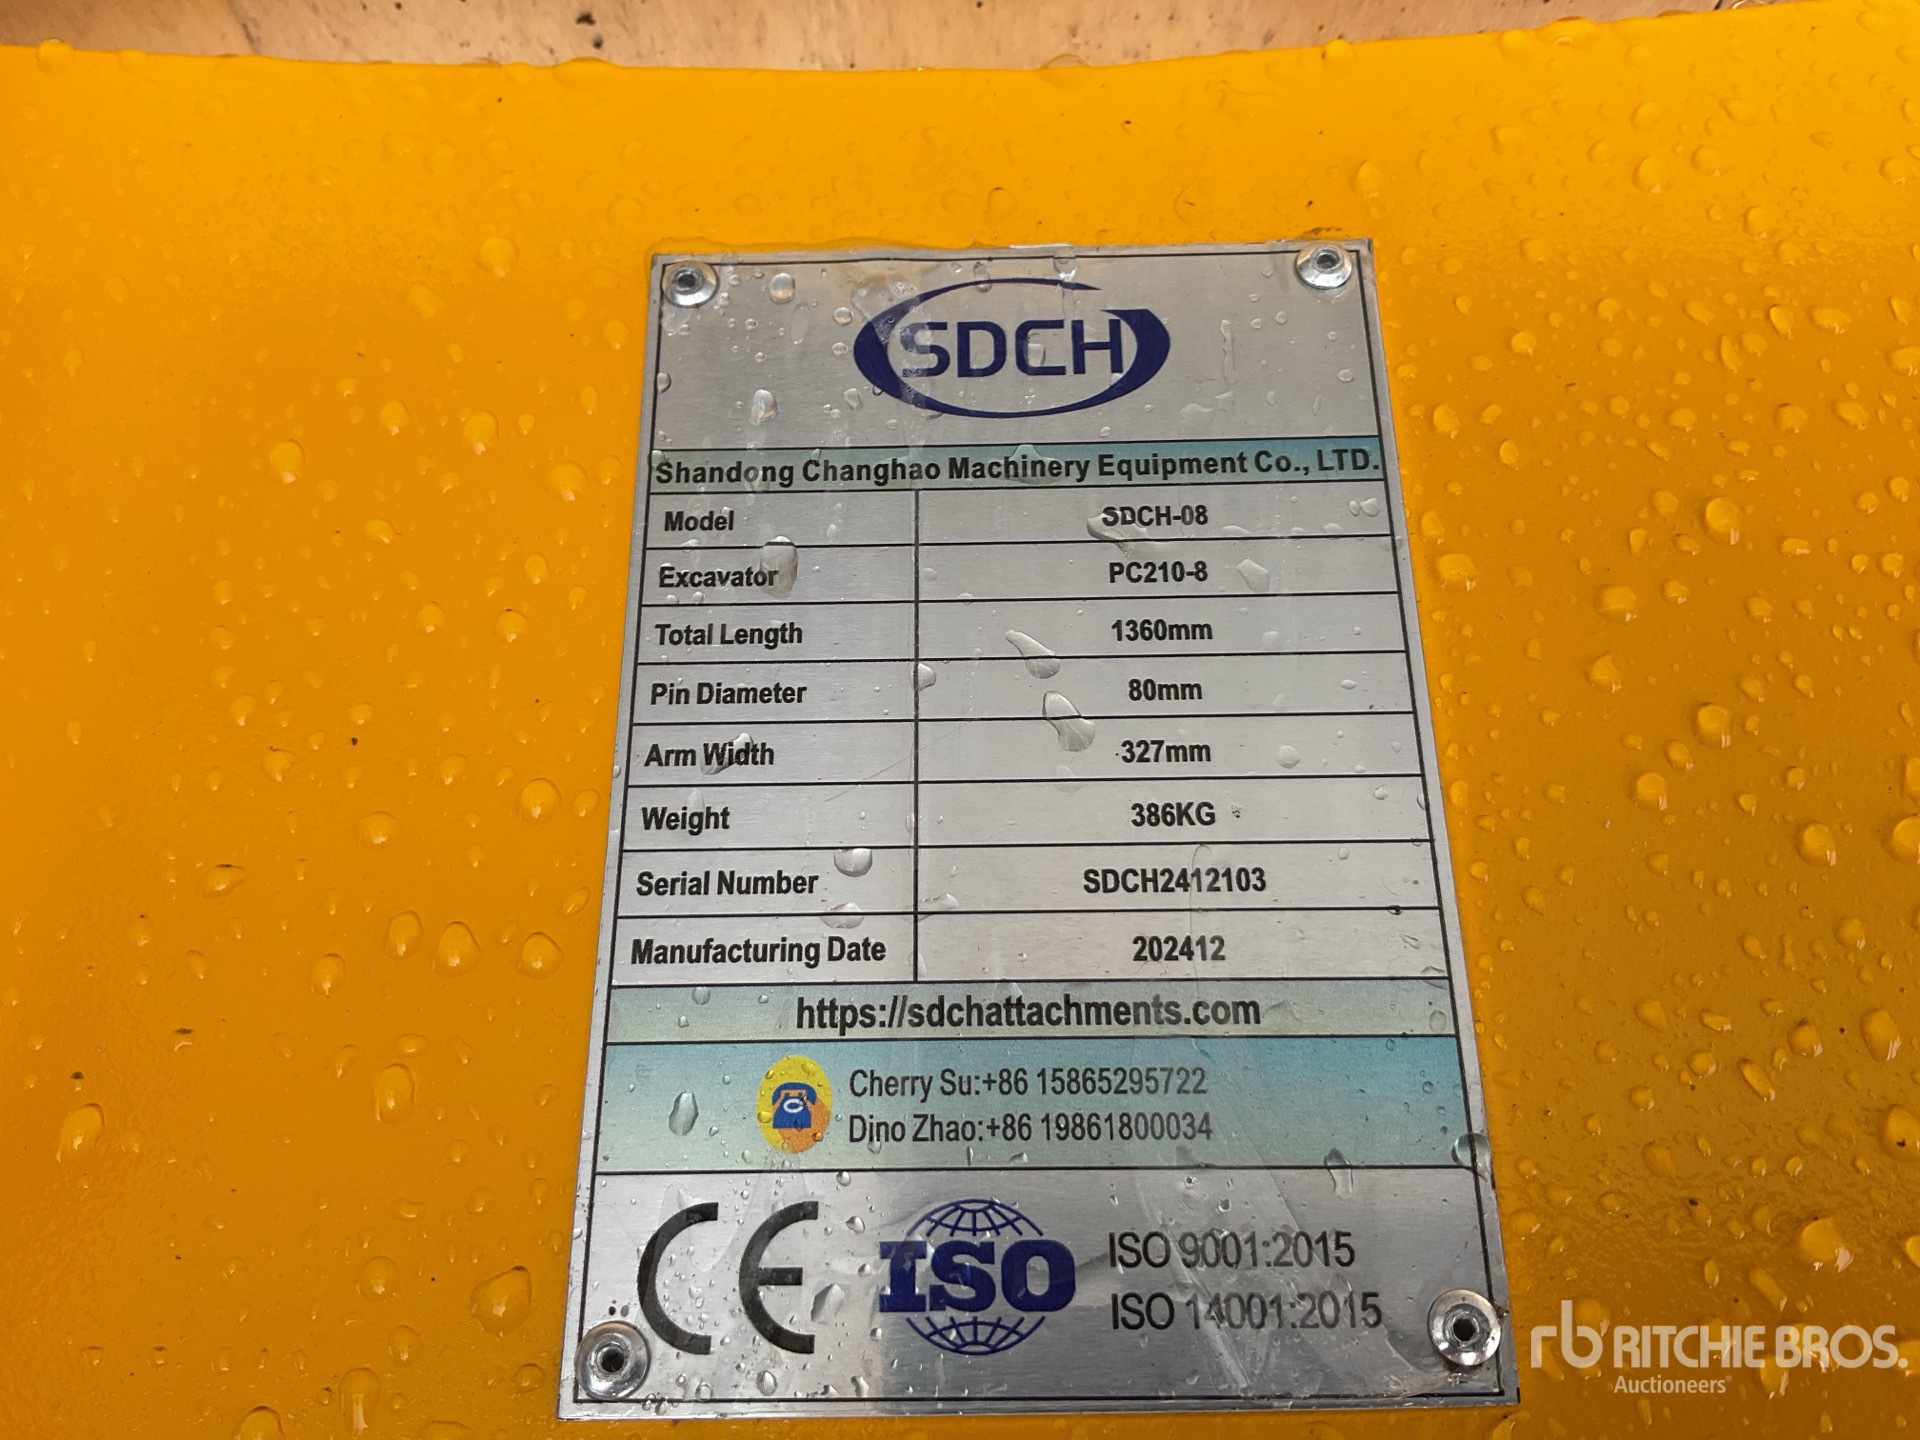 SDCH
Shandong Changhao Machinery Equipment Co., LTD.
Model SDCH-08
Excavator PC210-8
Total Length 1360mm
Pin Diameter 80mm
Arm Width 327mm
Weight 386KG
Serial Number SDCH2412103
Manufacturing Date 202412
https://sdchattachments.com
Cherry Su:+86 15865295722
Dino Zhao:+86 19861800034
CE ISO ISO 9001:2015
ISO 14001:2015
rb RITCHIE BROS.
Auctioneers